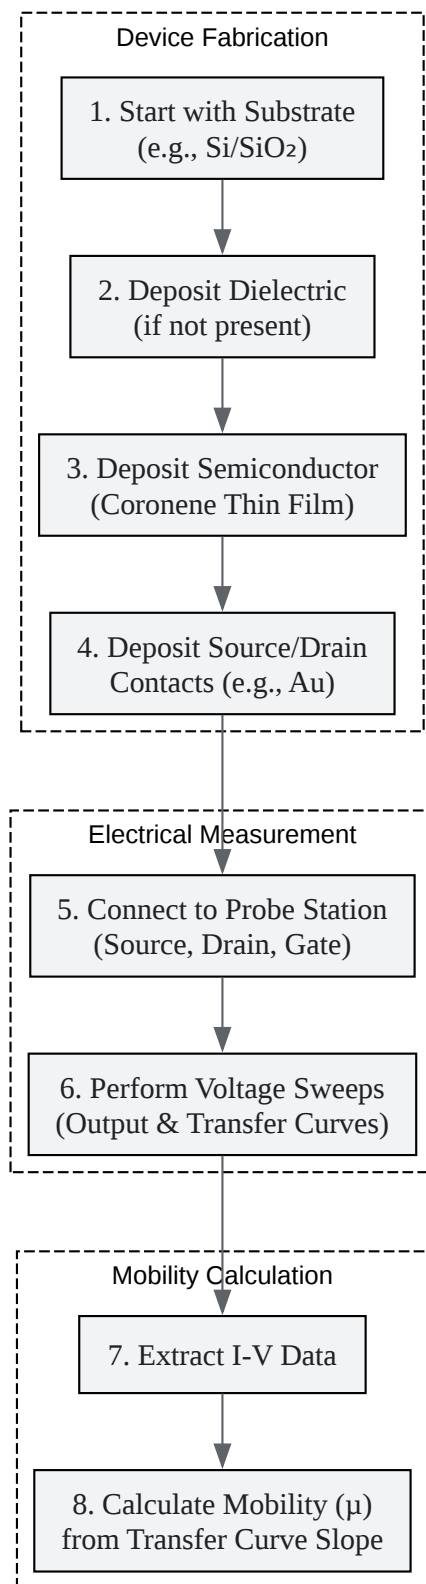 Device Fabrication
1. Start with Substrate
(e.g., Si/SiO₂)
2. Deposit Dielectric
(if not present)
3. Deposit Semiconductor
(Coronene Thin Film)
4. Deposit Source/Drain
Contacts (e.g., Au)
Electrical Measurement
5. Connect to Probe Station
(Source, Drain, Gate)
6. Perform Voltage Sweeps
(Output & Transfer Curves)
Mobility Calculation
7. Extract I-V Data
8. Calculate Mobility (µ)
from Transfer Curve Slope